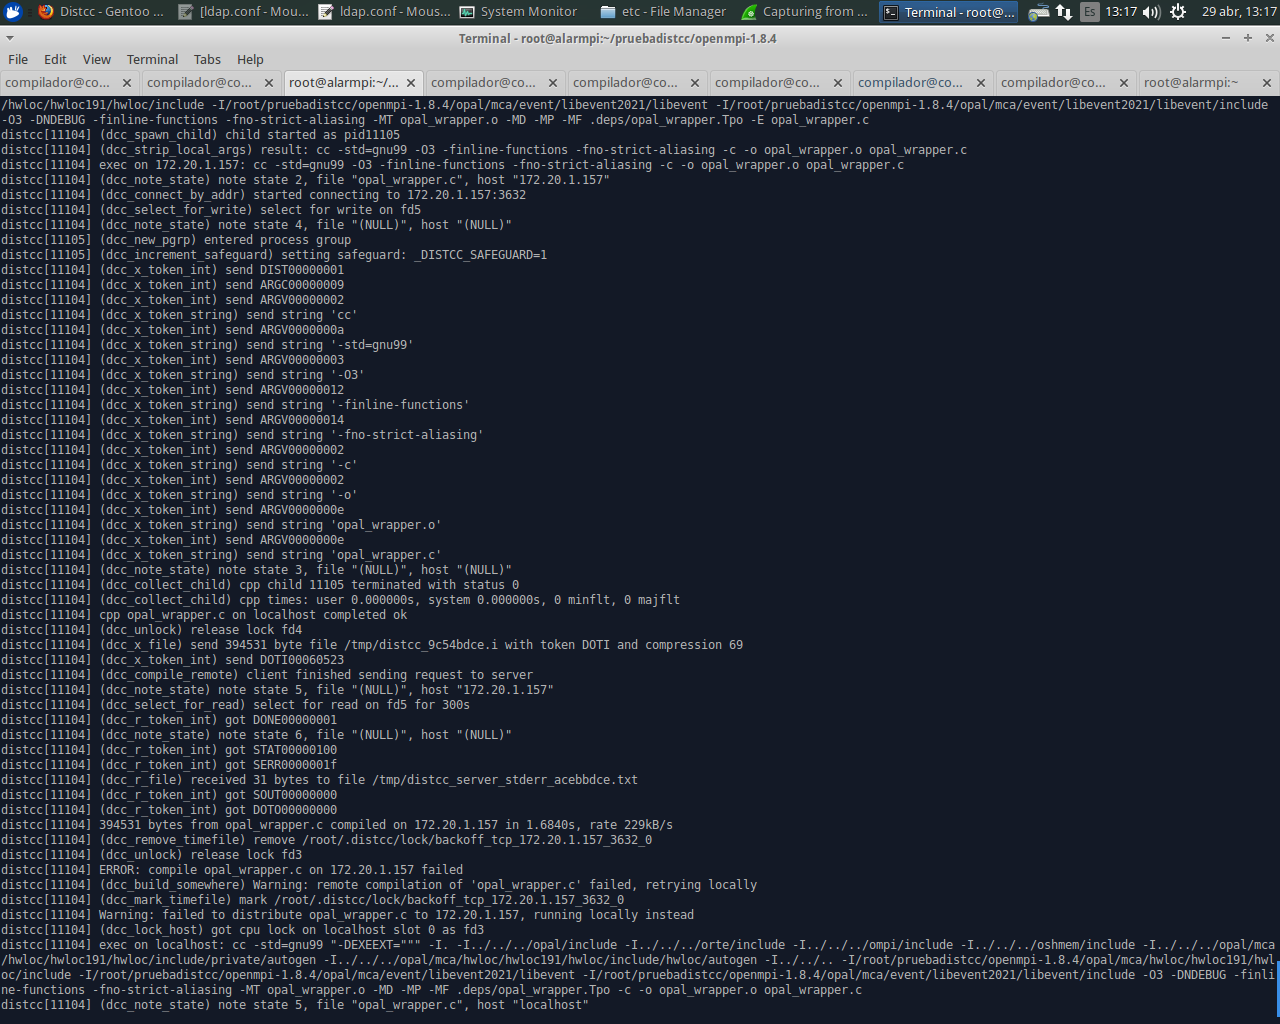 Distcc - Gentoo ...
[ldap.conf - Mou...
ldap.conf - Mous...
System Monitor
etc - File Manager
Capturing from ...
Terminal - root@...
Es
13:17
29 abr, 13:17
Terminal - root@alarmpi:~/pruebadistcc/openmpi-1.8.4
File Edit View Terminal Tabs Help
compilador@co...
compilador@co...
root@alarmpi:~/...
compilador@co...
compilador@co...
compilador@co...
compilador@co...
compilador@co...
root@alarmpi:~
/hwloc/hwloc191/hwloc/include -I/root/pruebadistcc/openmpi-1.8.4/opal/mca/event/libevent2021/libevent -I/root/pruebadistcc/openmpi-1.8.4/opal/mca/event/libevent2021/libevent/include
-O3 -DNDEBUG -finline-functions -fno-strict-aliasing -MT opal_wrapper.o -MD -MP -MF .deps/opal_wrapper.Tpo -E opal_wrapper.c
distcc[11104] (dcc_spawn_child) child started as pid11105
distcc[11104] (dcc_strip_local_args) result: cc -std=gnu99 -O3 -finline-functions -fno-strict-aliasing -c -o opal_wrapper.o opal_wrapper.c
distcc[11104] exec on 172.20.1.157: cc -std=gnu99 -O3 -finline-functions -fno-strict-aliasing -c -o opal_wrapper.o opal_wrapper.c
distcc[11104] (dcc_note_state) note state 2, file "opal_wrapper.c", host "172.20.1.157"
distcc[11104] (dcc_connect_by_addr) started connecting to 172.20.1.157:3632
distcc[11104] (dcc_select_for_write) select for write on fd5
distcc[11104] (dcc_note_state) note state 4, file "(NULL)", host "(NULL)"
distcc[11105] (dcc_new_pgrp) entered process group
distcc[11105] (dcc_increment_safeguard) setting safeguard: _DISTCC_SAFEGUARD=1
distcc[11104] (dcc_x_token_int) send DIST00000001
distcc[11104] (dcc_x_token_int) send ARGC00000009
distcc[11104] (dcc_x_token_int) send ARGV00000002
distcc[11104] (dcc_x_token_string) send string 'cc'
distcc[11104] (dcc_x_token_int) send ARGV0000000a
distcc[11104] (dcc_x_token_string) send string '-std=gnu99'
distcc[11104] (dcc_x_token_int) send ARGV00000003
distcc[11104] (dcc_x_token_string) send string '-O3'
distcc[11104] (dcc_x_token_int) send ARGV00000012
distcc[11104] (dcc_x_token_string) send string '-finline-functions'
distcc[11104] (dcc_x_token_int) send ARGV00000014
distcc[11104] (dcc_x_token_string) send string '-fno-strict-aliasing'
distcc[11104] (dcc_x_token_int) send ARGV00000002
distcc[11104] (dcc_x_token_string) send string '-c'
distcc[11104] (dcc_x_token_int) send ARGV00000002
distcc[11104] (dcc_x_token_string) send string '-o'
distcc[11104] (dcc_x_token_int) send ARGV0000000e
distcc[11104] (dcc_x_token_string) send string 'opal_wrapper.o'
distcc[11104] (dcc_x_token_int) send ARGV0000000e
distcc[11104] (dcc_x_token_string) send string 'opal_wrapper.c'
distcc[11104] (dcc_note_state) note state 3, file "(NULL)", host "(NULL)"
distcc[11104] (dcc_collect_child) cpp child 11105 terminated with status 0
distcc[11104] (dcc_collect_child) cpp times: user 0.000000s, system 0.000000s, 0 minflt, 0 majflt
distcc[11104] cpp opal_wrapper.c on localhost completed ok
distcc[11104] (dcc_unlock) release lock fd4
distcc[11104] (dcc_x_file) send 394531 byte file /tmp/distcc_9c54bdce.i with token DOTI and compression 69
distcc[11104] (dcc_x_token_int) send DOTI00060523
distcc[11104] (dcc_compile_remote) client finished sending request to server
distcc[11104] (dcc_note_state) note state 5, file "(NULL)", host "172.20.1.157"
distcc[11104] (dcc_select_for_read) select for read on fd5 for 300s
distcc[11104] (dcc_r_token_int) got DONE00000001
distcc[11104] (dcc_note_state) note state 6, file "(NULL)", host "(NULL)"
distcc[11104] (dcc_r_token_int) got STAT00000100
distcc[11104] (dcc_r_token_int) got SERR0000001f
distcc[11104] (dcc_r_file) received 31 bytes to file /tmp/distcc_server_stderr_acebbdce.txt
distcc[11104] (dcc_r_token_int) got SOUT00000000
distcc[11104] (dcc_r_token_int) got DOTO00000000
distcc[11104] 394531 bytes from opal_wrapper.c compiled on 172.20.1.157 in 1.6840s, rate 229kB/s
distcc[11104] (dcc_remove_timefile) remove /root/.distcc/lock/backoff_tcp_172.20.1.157_3632_0
distcc[11104] (dcc_unlock) release lock fd3
distcc[11104] ERROR: compile opal_wrapper.c on 172.20.1.157 failed
distcc[11104] (dcc_build_somewhere) Warning: remote compilation of 'opal_wrapper.c' failed, retrying locally
distcc[11104] (dcc_mark_timefile) mark /root/.distcc/lock/backoff_tcp_172.20.1.157_3632_0
distcc[11104] Warning: failed to distribute opal_wrapper.c to 172.20.1.157, running locally instead
distcc[11104] (dcc_lock_host) got cpu lock on localhost slot 0 as fd3
distcc[11104] exec on localhost: cc -std=gnu99 "-DEXEEXT=""" -I. -I../../../opal/include -I../../../orte/include -I../../../ompi/include -I../../../oshmem/include -I../../../opal/mca
/hwloc/hwloc191/hwloc/include/private/autogen -I../../../opal/mca/hwloc/hwloc191/hwloc/include/hwloc/autogen -I../../.. -I/root/pruebadistcc/openmpi-1.8.4/opal/mca/hwloc/hwloc191/hwl
oc/include -I/root/pruebadistcc/openmpi-1.8.4/opal/mca/event/libevent2021/libevent -I/root/pruebadistcc/openmpi-1.8.4/opal/mca/event/libevent2021/libevent/include -O3 -DNDEBUG -finli
ne-functions -fno-strict-aliasing -MT opal_wrapper.o -MD -MP -MF .deps/opal_wrapper.Tpo -c -o opal_wrapper.o opal_wrapper.c
distcc[11104] (dcc_note_state) note state 5, file "opal_wrapper.c", host "localhost"